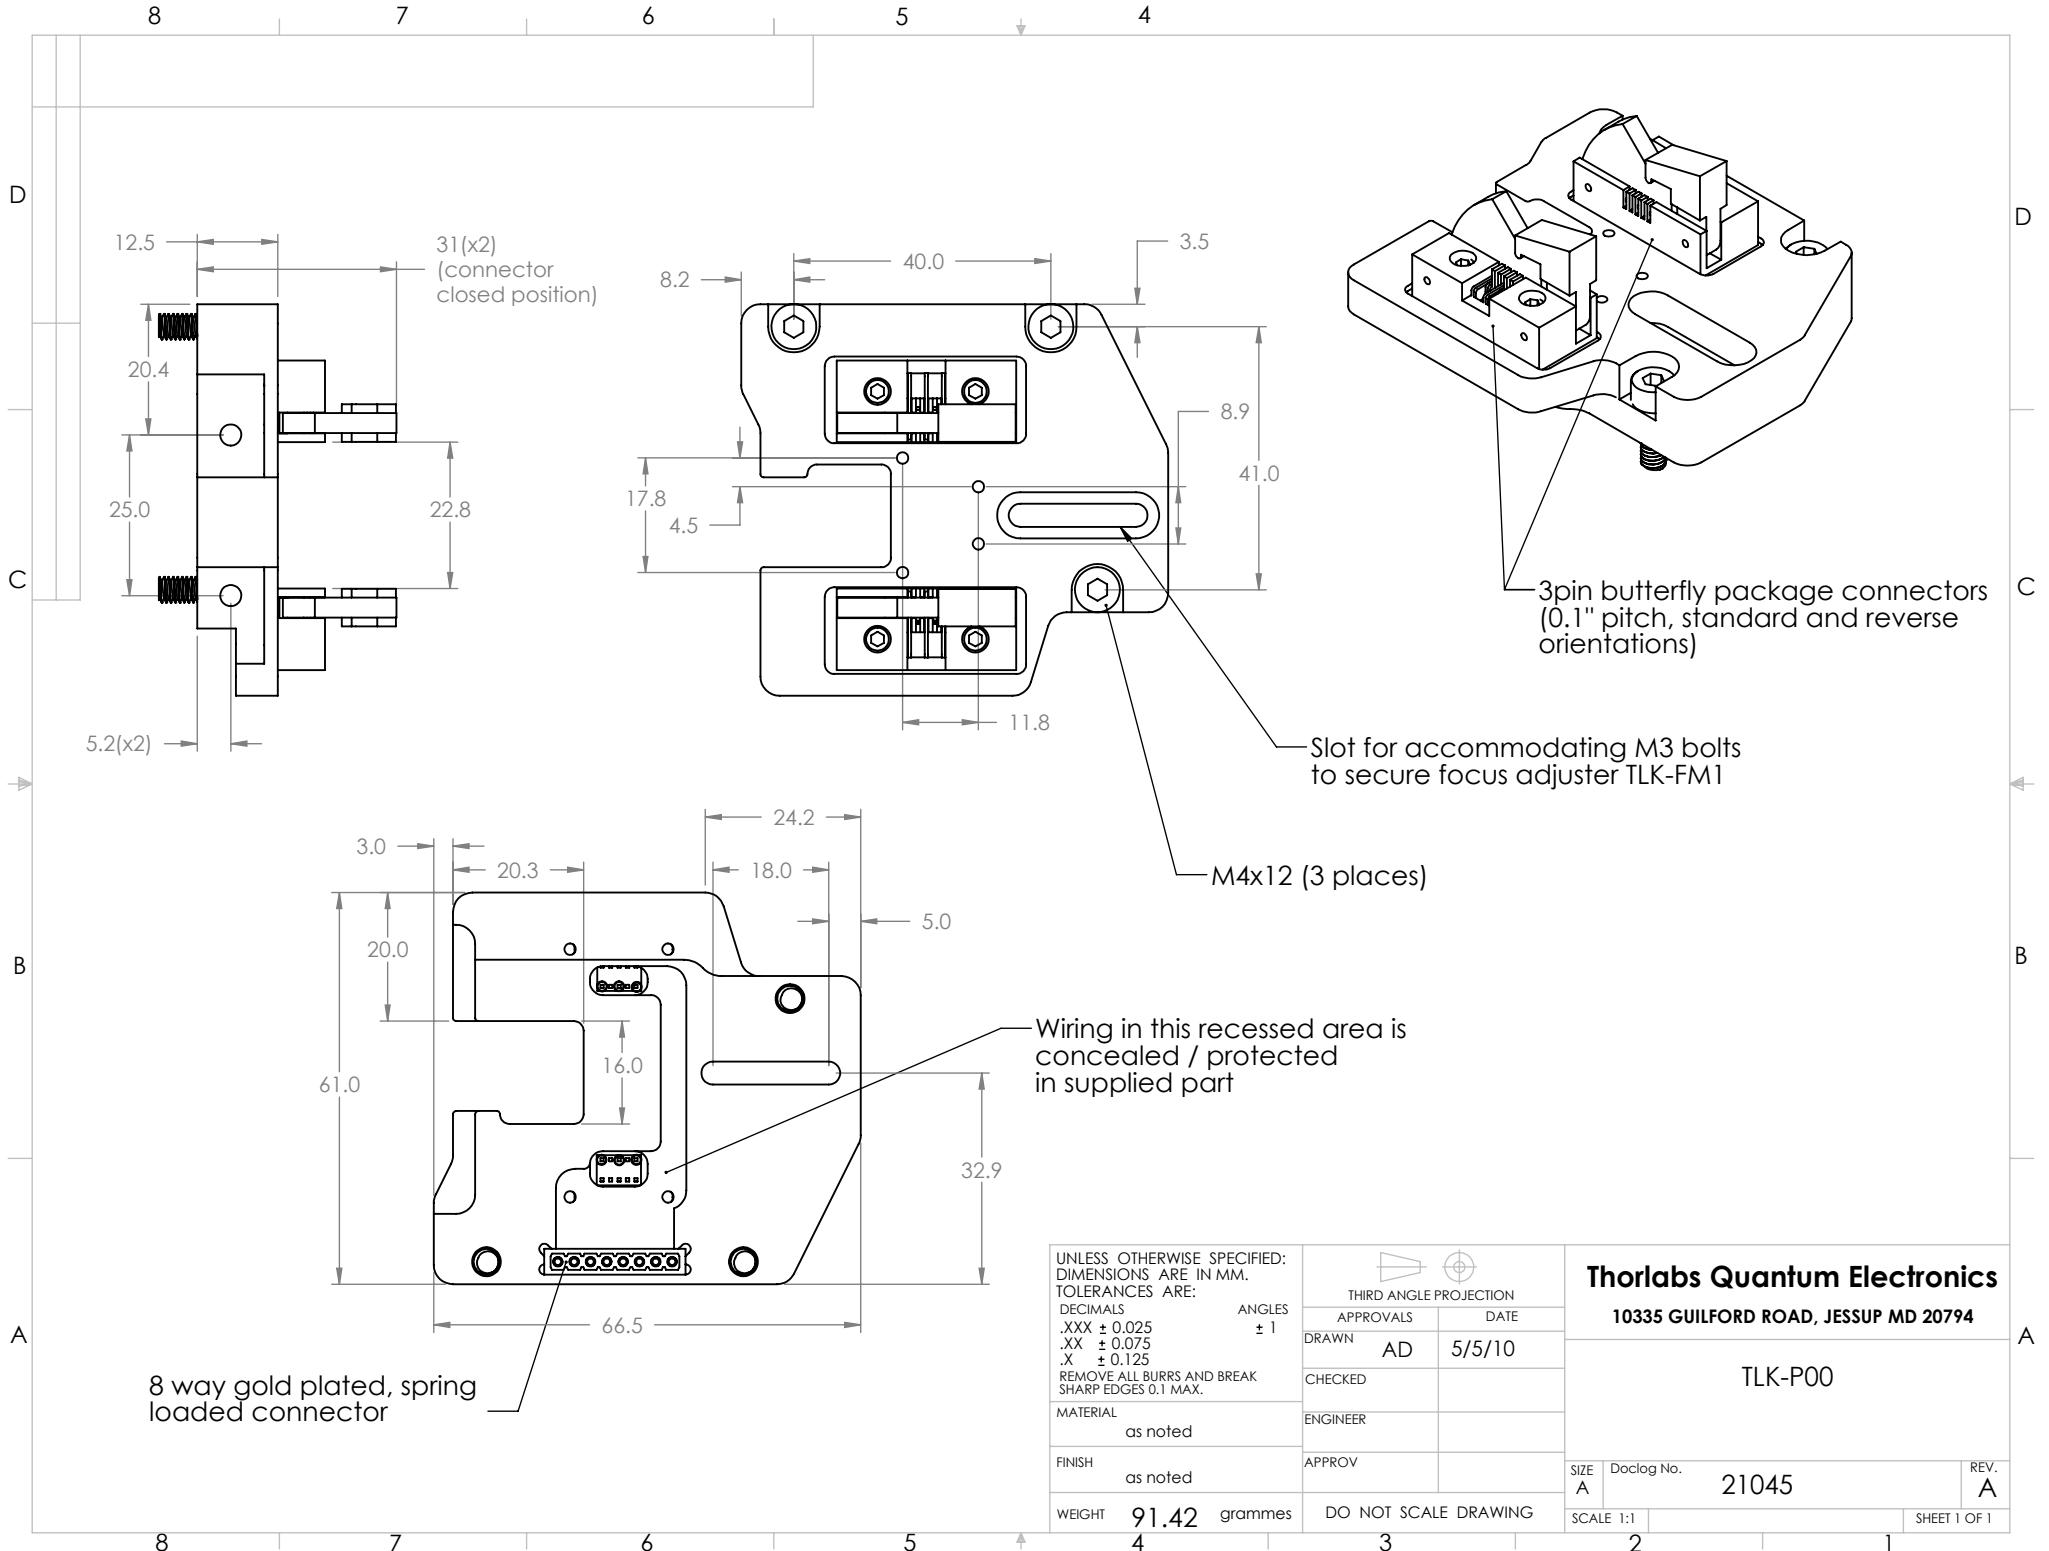 8 7 6 5 4
D
D
12.5
31(x2)
(connector
closed position)
20.4
25.0
22.8
5.2(x2)
8.2
40.0
3.5
8.9
41.0
17.8
4.5
11.8
3pin butterfly package connectors
(0.1" pitch, standard and reverse
orientations)
C
C
Slot for accommodating M3 bolts
to secure focus adjuster TLK-FM1
M4x12 (3 places)
24.2
3.0
20.3
18.0
5.0
20.0
B
B
Wiring in this recessed area is
concealed / protected
in supplied part
16.0
61.0
32.9
66.5
8 way gold plated, spring
loaded connector
A
A
UNLESS OTHERWISE SPECIFIED:
DIMENSIONS ARE IN MM.
TOLERANCES ARE:
DECIMALS ANGLES
.XXX ± 0.025 ± 1
.XX ± 0.075
.X ± 0.125
REMOVE ALL BURRS AND BREAK
SHARP EDGES 0.1 MAX.
MATERIAL
as noted
FINISH
as noted
WEIGHT 91.42 grammes
THIRD ANGLE PROJECTION
APPROVALS DATE
DRAWN AD 5/5/10
CHECKED
ENGINEER
APPROV
DO NOT SCALE DRAWING
Thorlabs Quantum Electronics
10335 GUILFORD ROAD, JESSUP MD 20794
TLK-P00
SIZE
A
Doclog No.
21045
REV.
A
SCALE 1:1
SHEET 1 OF 1
8 7 6 5 4 3 2 1